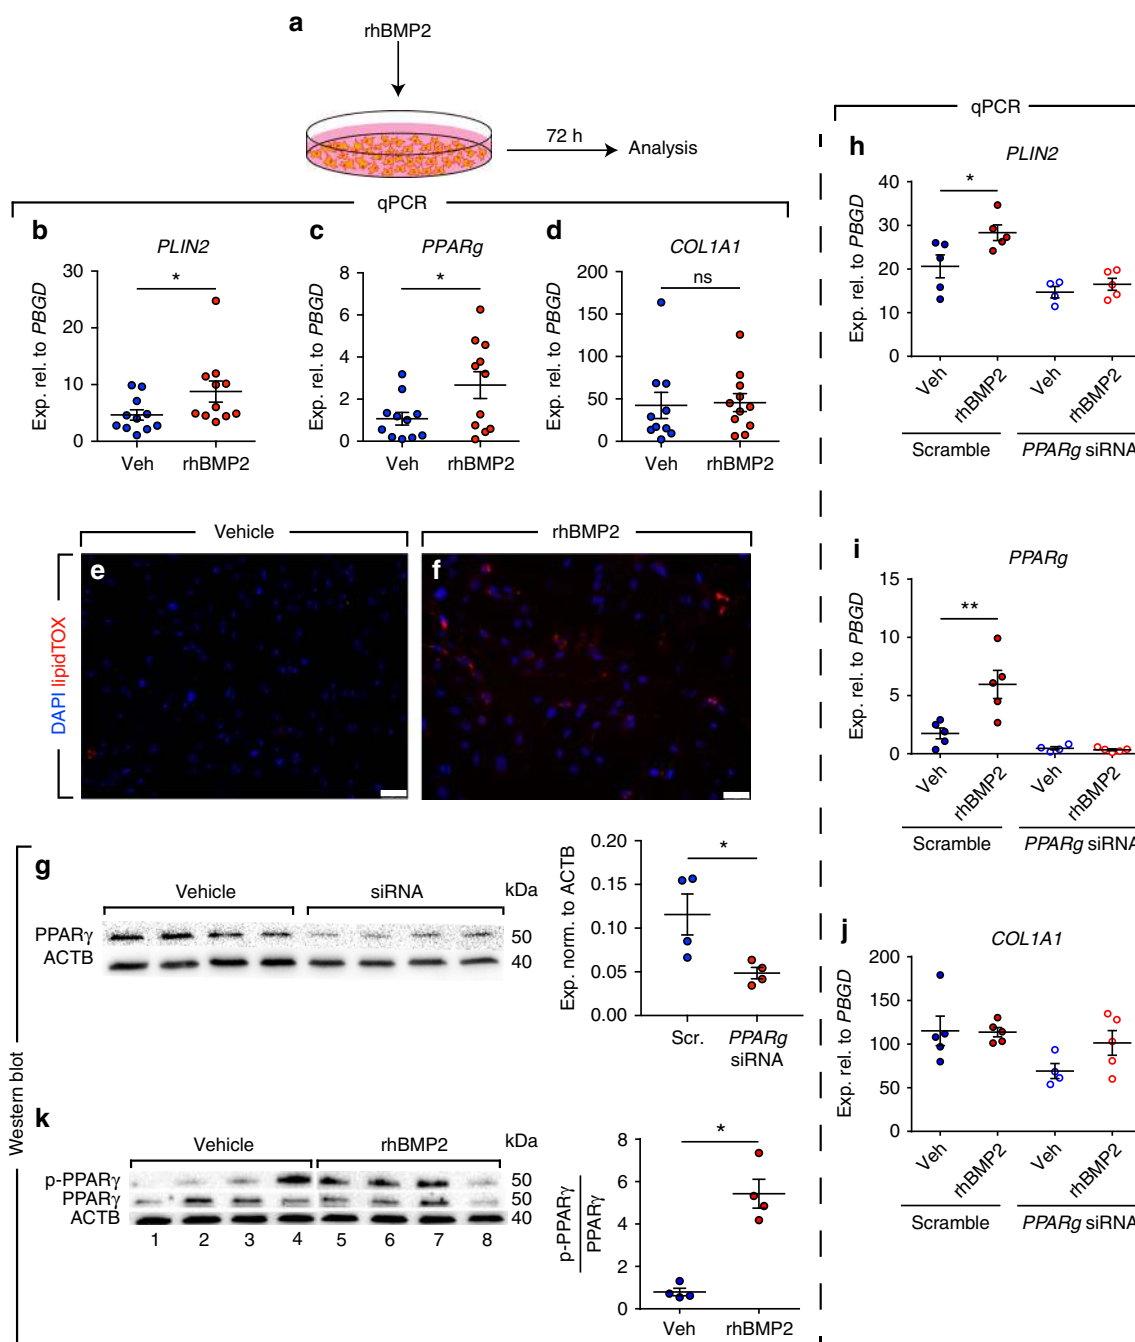 a
rhBMP2
72 h
Analysis
qPCR
b
PLIN2
*
Exp. rel. to PBGD
30
20
10
0
Veh
rhBMP2
c
PPARg
*
Exp. rel. to PBGD
8
6
4
2
0
Veh
rhBMP2
d
COL1A1
ns
Exp. rel. to PBGD
200
150
100
50
0
Veh
rhBMP2
Vehicle
rhBMP2
DAPI lipidTOX
e
f
Western blot
g
Vehicle
siRNA
kDa
PPARγ
50
ACTB
40
Exp. norm. to ACTB
0.20
0.15
0.10
0.05
0.00
*
Scr.
PPARg
siRNA
k
Vehicle
rhBMP2
kDa
p-PPARγ
50
PPARγ
50
ACTB
40
1 2 3 4 5 6 7 8
p-PPARγ
PPARγ
8
6
4
2
0
*
Veh
rhBMP2
qPCR
h
PLIN2
*
Exp. rel. to PBGD
40
30
20
10
0
Veh
rhBMP2
Veh
rhBMP2
Scramble
PPARg siRNA
i
PPARg
**
Exp. rel. to PBGD
15
10
5
0
Veh
rhBMP2
Veh
rhBMP2
Scramble
PPARg siRNA
j
COL1A1
Exp. rel. to PBGD
200
150
100
50
0
Veh
rhBMP2
Veh
rhBMP2
Scramble
PPARg siRNA